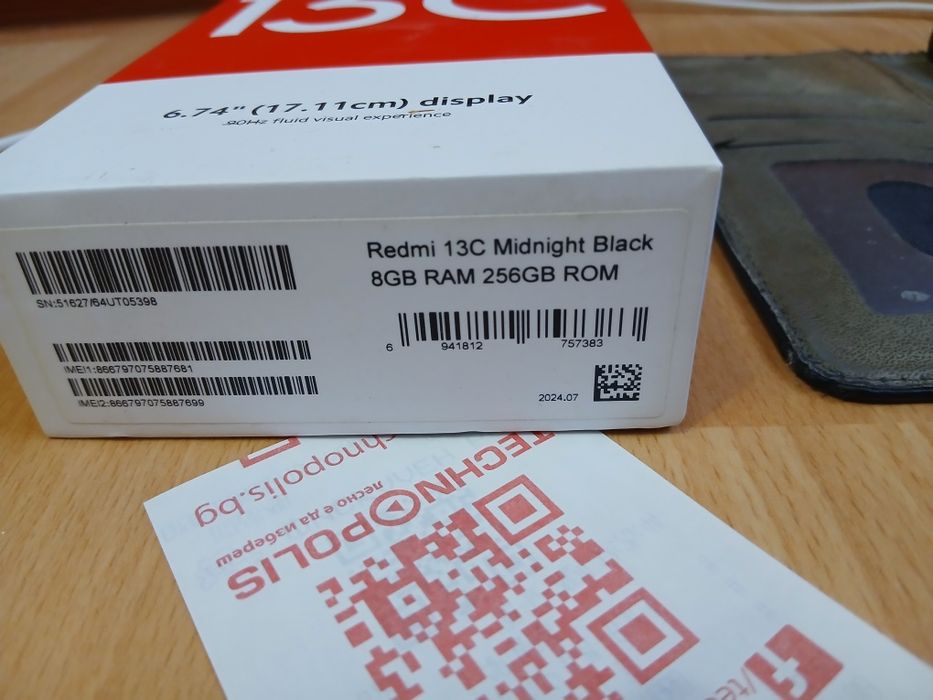 13C
6.74" (17.11cm) display
90Hz fluid visual experience
Redmi 13C Midnight Black
8GB RAM 256GB ROM
SN:51627/64UT05398
6 941812 757383
IMEI1:866797075887681
IMEI2:866797075887699
2024.07
technopolis.bg
TECHNOPOLIS
лесно е да избереш